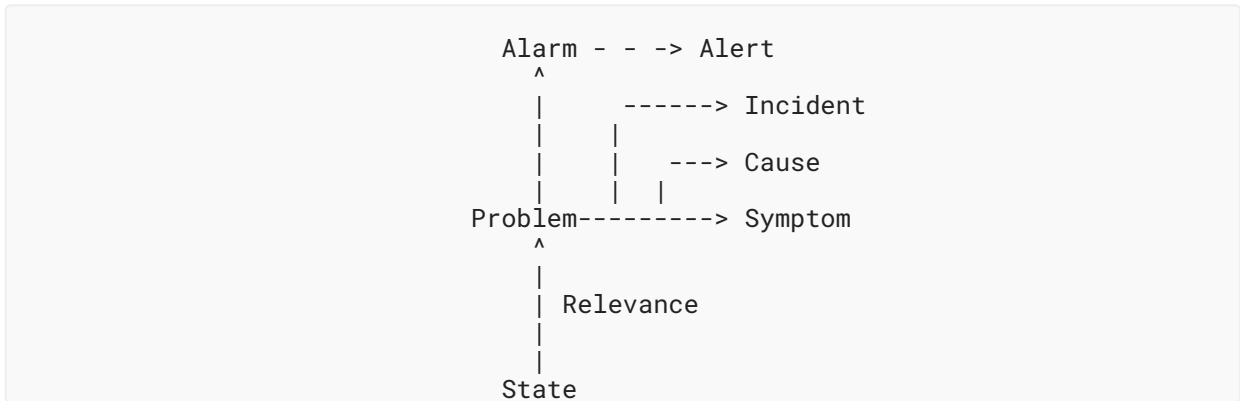 Alarm - - -> Alert
^
|     ------> Incident
|    |
|    |   ---> Cause
|    |  |
Problem---------> Symptom
^
|
| Relevance
|
|
State